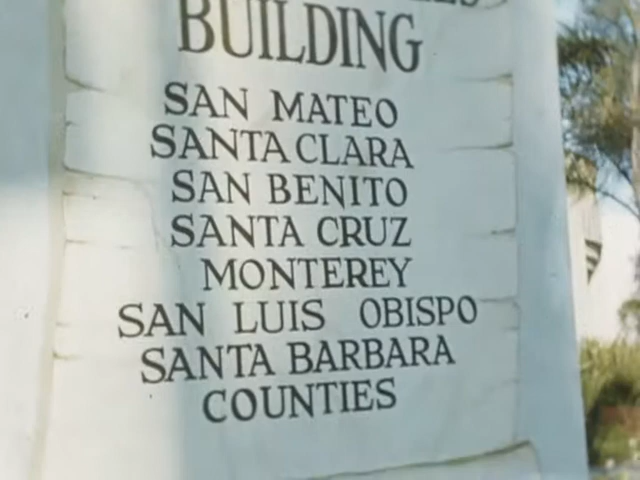 BUILDING
SAN MATEO
SANTA CLARA
SAN BENITO
SANTA CRUZ
MONTEREY
SAN LUIS OBISPO
SANTA BARBARA
COUNTIES